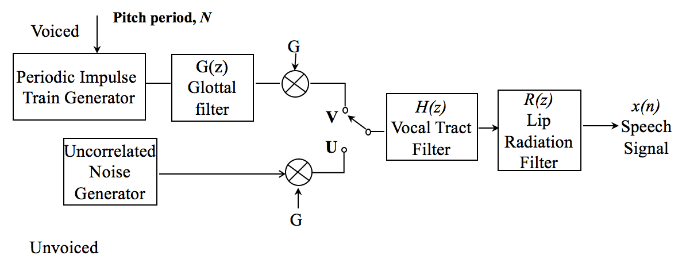 Pitch period, N
Voiced
Periodic Impulse
Train Generator
G(z)
Glottal
filter
G
V
U
H(z)
Vocal Tract
Filter
R(z)
Lip
Radiation
Filter
x(n)
Speech
Signal
Uncorrelated
Noise
Generator
G
Unvoiced